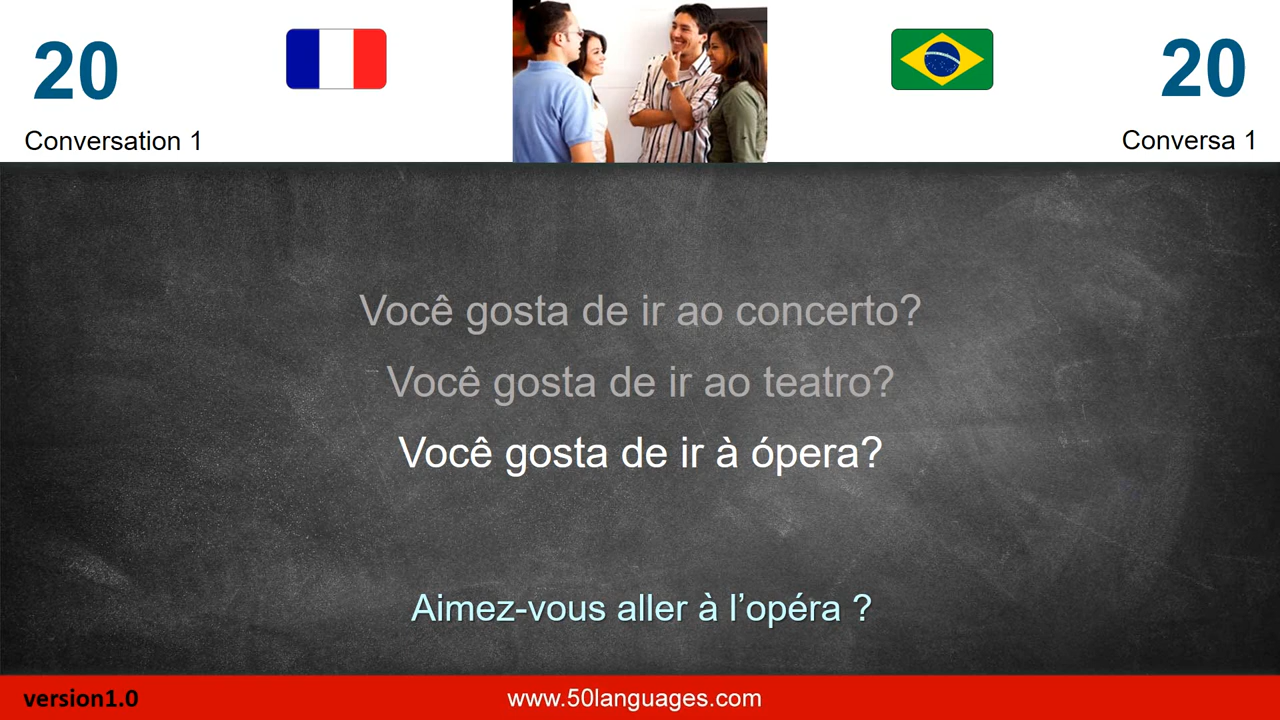 20
20
Conversation 1
Conversa 1
Você gosta de ir ao concerto?
Você gosta de ir ao teatro?
Você gosta de ir à ópera?
Aimez-vous aller à l’opéra ?
version1.0
www.50languages.com